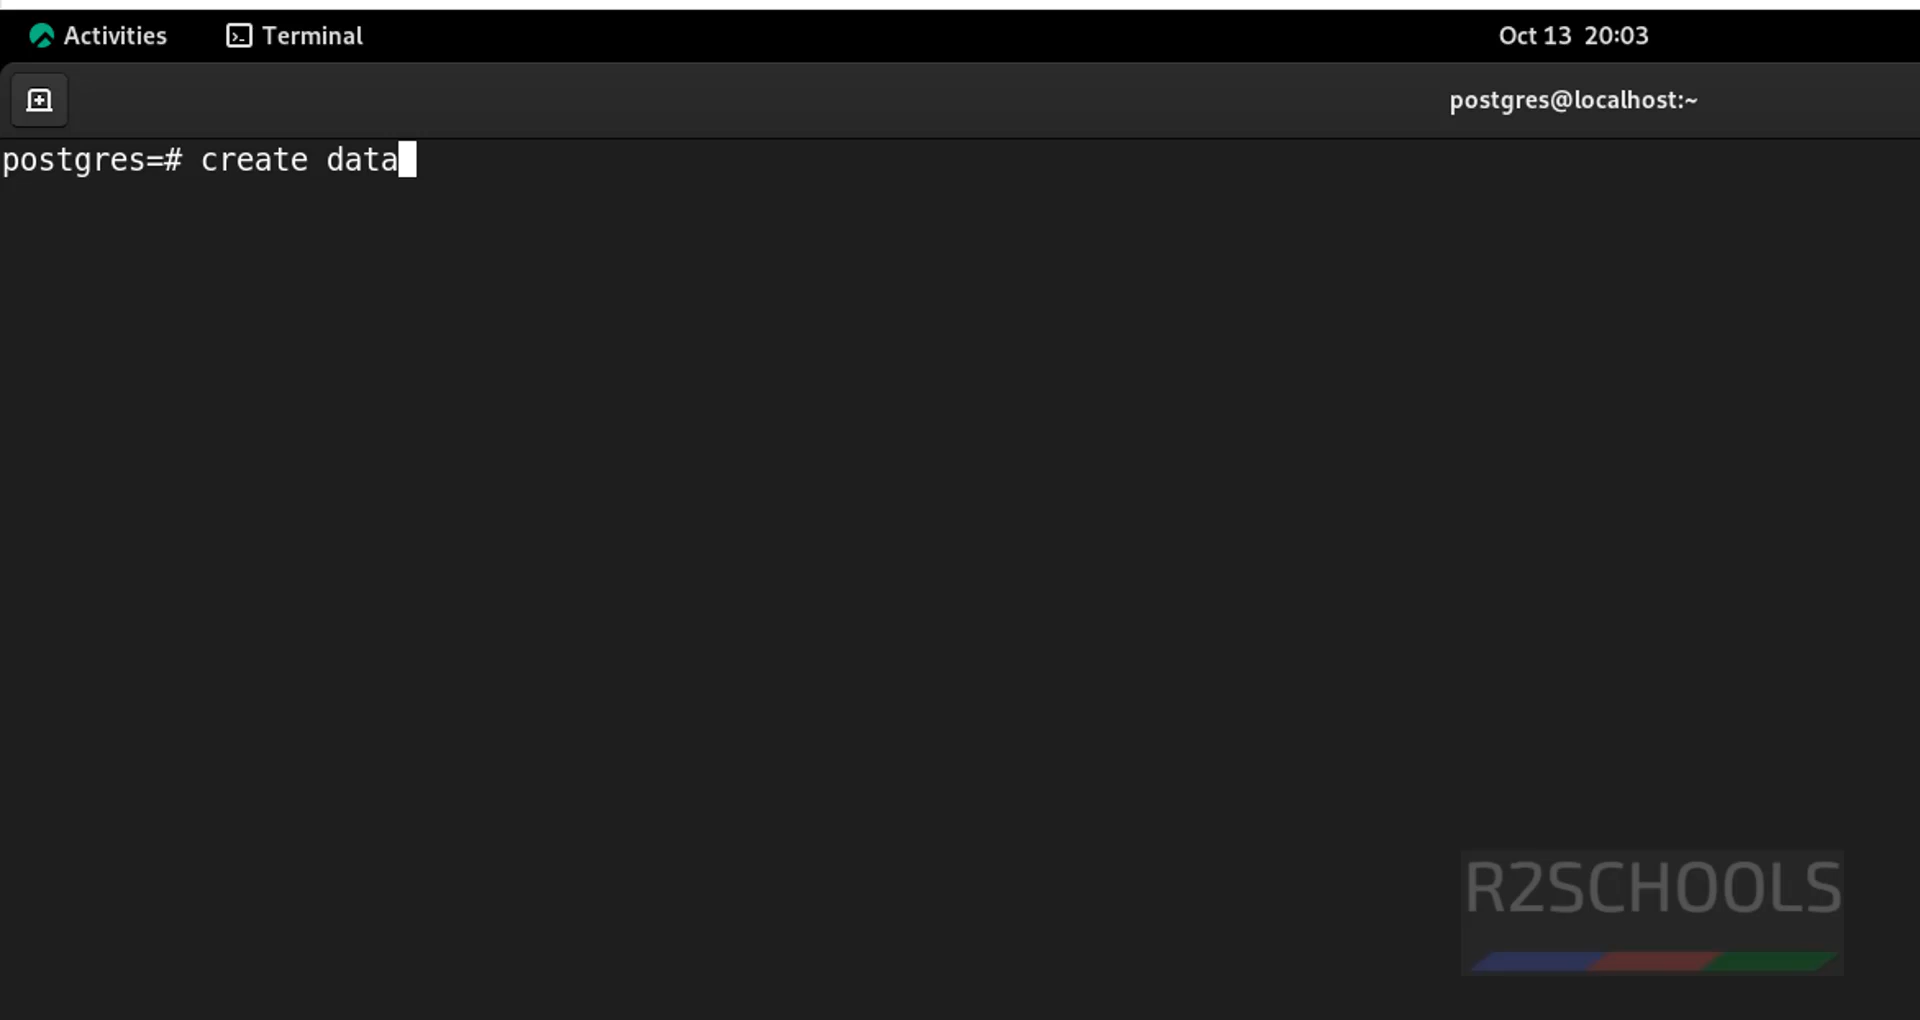 Activities Terminal Oct 13 20:03
postgres@localhost:~
postgres=# create data
R2SCHOOLS